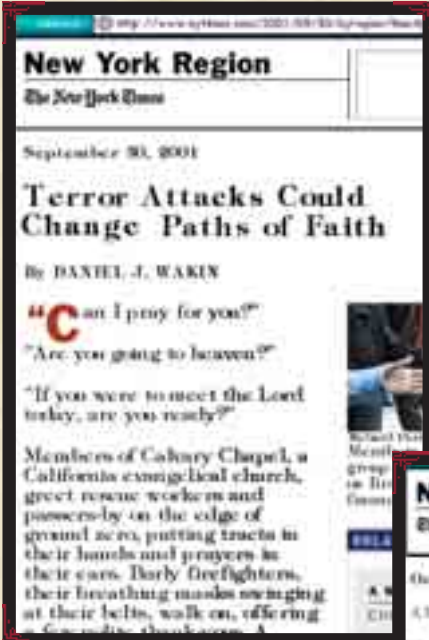 New York Region
The New York Times
September 30, 2001
Terror Attacks Could
Change Paths of Faith
By DANIEL J. WAKIN
“Can I pray for you?”
"Are you going to heaven?"
"If you were to meet the Lord
today, are you ready?"
Members of Calvary Chapel, a
California evangelical church,
greet rescue workers and
passers-by on the edge of
ground zero, putting tracts in
their hands and prayers in
their ears. Burly firefighters,
their breathing masks swinging
at their belts, walk on, offering
a few polite thank-yous. A